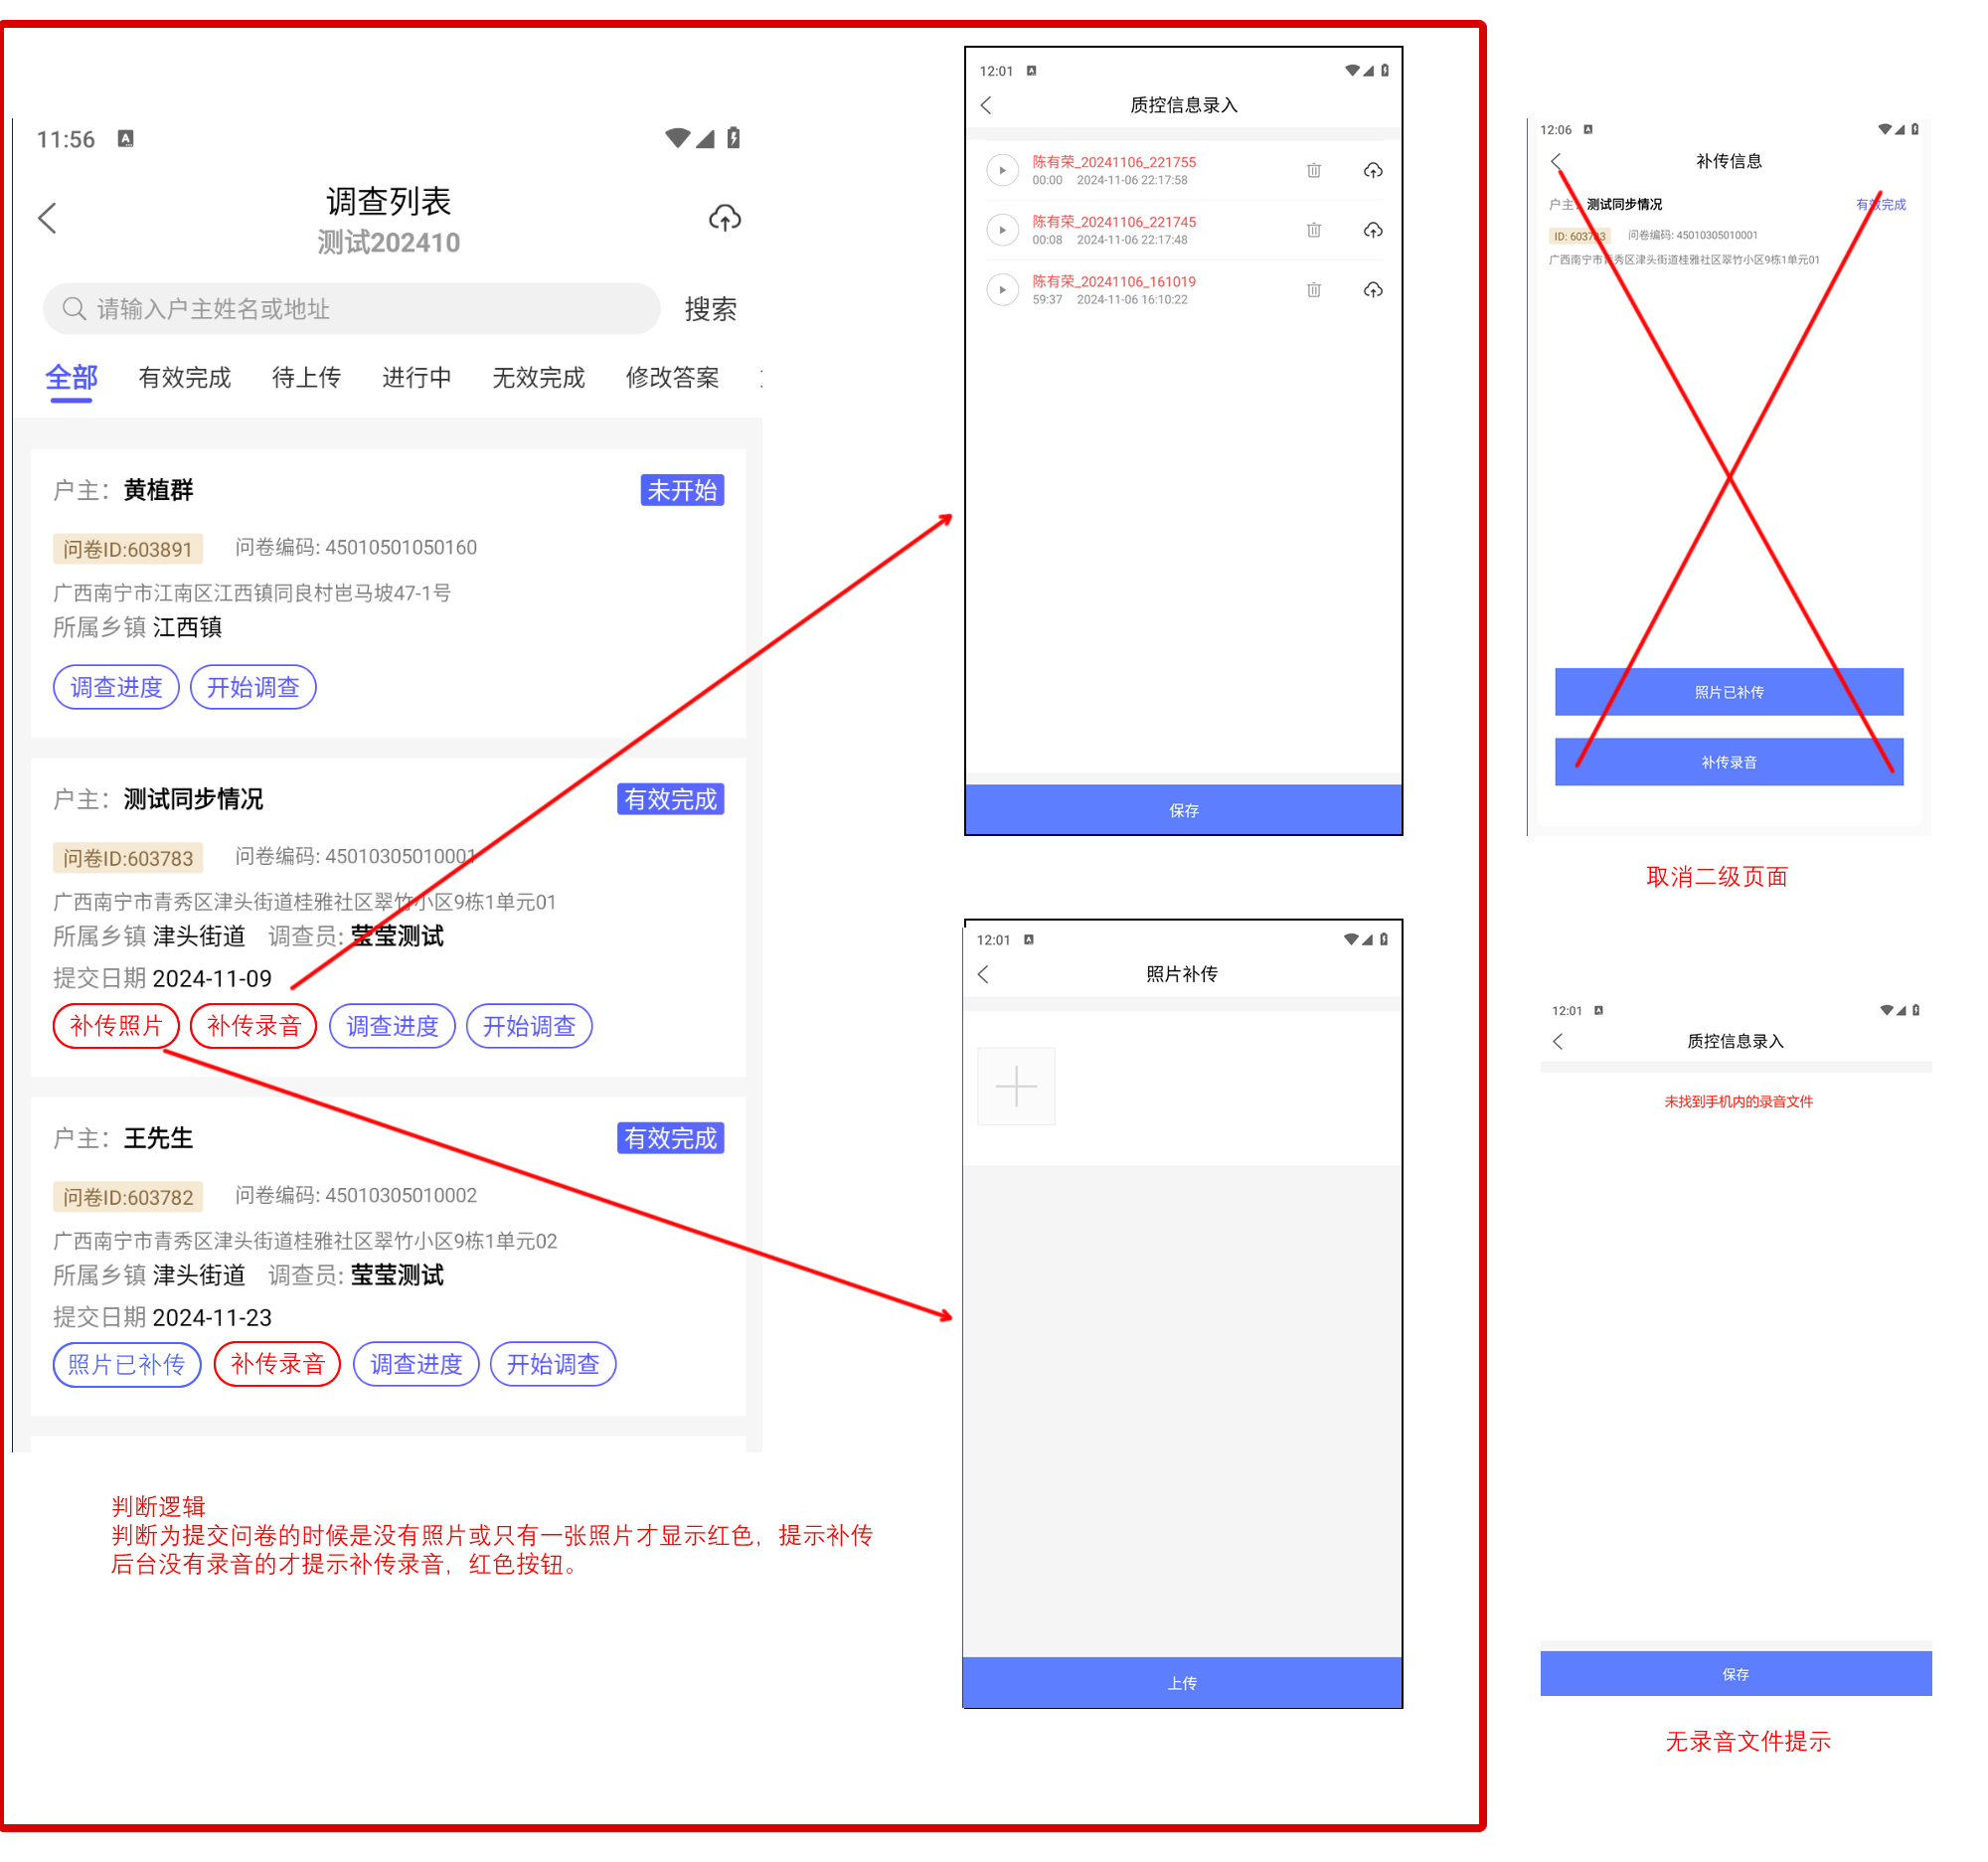 11:56
调查列表
测试202410
请输入户主姓名或地址
搜索
全部 有效完成 待上传 进行中 无效完成 修改答案
户主：黄植群 未开始
问卷ID:603891 问卷编码: 45010501050160
广西南宁市江南区江西镇同良村岜马坡47-1号
所属乡镇 江西镇
调查进度 开始调查
户主：测试同步情况 有效完成
问卷ID:603783 问卷编码: 45010305010001
广西南宁市青秀区津头街道桂雅社区翠竹小区9栋1单元01
所属乡镇 津头街道 调查员: 莹莹测试
提交日期 2024-11-09
补传照片 补传录音 调查进度 开始调查
户主：王先生 有效完成
问卷ID:603782 问卷编码: 45010305010002
广西南宁市青秀区津头街道桂雅社区翠竹小区9栋1单元02
所属乡镇 津头街道 调查员: 莹莹测试
提交日期 2024-11-23
照片已补传 补传录音 调查进度 开始调查
判断逻辑
判断为提交问卷的时候是没有照片或只有一张照片才显示红色，提示补传
后台没有录音的才提示补传录音，红色按钮。
12:01
质控信息录入
陈有荣_20241106_221755
00:00 2024-11-06 22:17:58
陈有荣_20241106_221745
00:08 2024-11-06 22:17:48
陈有荣_20241106_161019
59:37 2024-11-06 16:10:22
保存
12:01
照片补传
上传
12:06
补传信息
户主：测试同步情况 有效完成
ID: 603783 问卷编码: 45010305010001
广西南宁市青秀区津头街道桂雅社区翠竹小区9栋1单元01
照片已补传
补传录音
取消二级页面
12:01
质控信息录入
未找到手机内的录音文件
保存
无录音文件提示